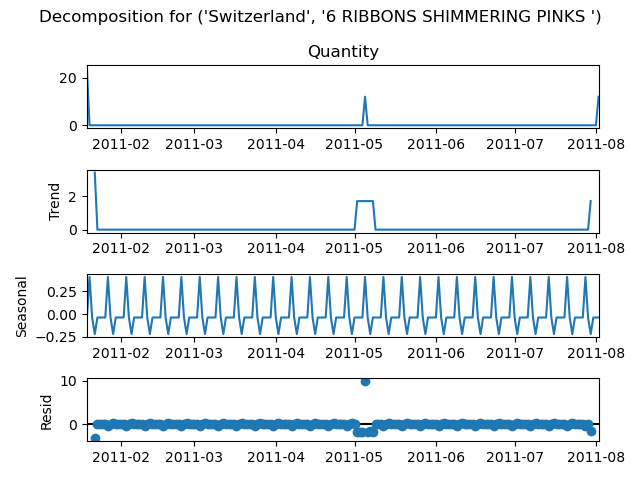 Decomposition for ('Switzerland', '6 RIBBONS SHIMMERING PINKS ')
Quantity
20
0
2011-02 2011-03 2011-04 2011-05 2011-06 2011-07 2011-08
Trend
2
0
2011-02 2011-03 2011-04 2011-05 2011-06 2011-07 2011-08
Seasonal
0.25
0.00
−0.25
2011-02 2011-03 2011-04 2011-05 2011-06 2011-07 2011-08
Resid
10
0
2011-02 2011-03 2011-04 2011-05 2011-06 2011-07 2011-08